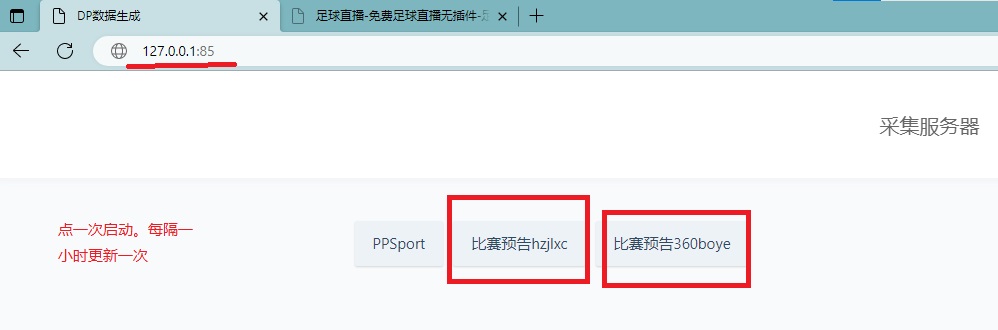 DP数据生成
足球直播-免费足球直播无插件-足
127.0.0.1:85
采集服务器
点一次启动。每隔一
小时更新一次
PPSport
比赛预告hzjlxc
比赛预告360boye